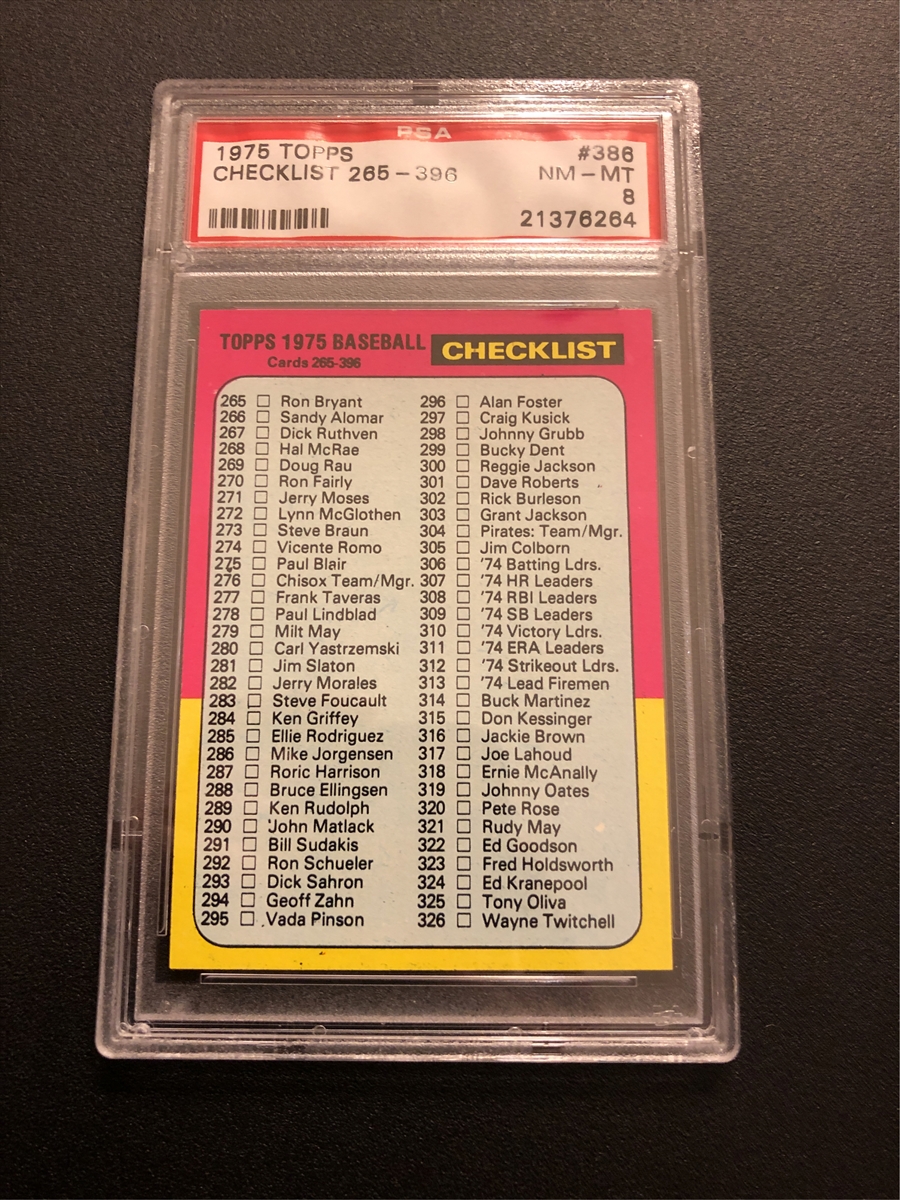 PSA
1975 TOPPS #386
CHECKLIST 265-396 NM-MT
8
21376264
TOPPS 1975 BASEBALL CHECKLIST
Cards 265-396
265 Ron Bryant
266 Sandy Alomar
267 Dick Ruthven
268 Hal McRae
269 Doug Rau
270 Ron Fairly
271 Jerry Moses
272 Lynn McGlothen
273 Steve Braun
274 Vicente Romo
275 Paul Blair
276 Chisox Team/Mgr.
277 Frank Taveras
278 Paul Lindblad
279 Milt May
280 Carl Yastrzemski
281 Jim Slaton
282 Jerry Morales
283 Steve Foucault
284 Ken Griffey
285 Ellie Rodriguez
286 Mike Jorgensen
287 Roric Harrison
288 Bruce Ellingsen
289 Ken Rudolph
290 John Matlack
291 Bill Sudakis
292 Ron Schueler
293 Dick Sahron
294 Geoff Zahn
295 Vada Pinson
296 Alan Foster
297 Craig Kusick
298 Johnny Grubb
299 Bucky Dent
300 Reggie Jackson
301 Dave Roberts
302 Rick Burleson
303 Grant Jackson
304 Pirates: Team/Mgr.
305 Jim Colborn
306 '74 Batting Ldrs.
307 '74 HR Leaders
308 '74 RBI Leaders
309 '74 SB Leaders
310 '74 Victory Ldrs.
311 '74 ERA Leaders
312 '74 Strikeout Ldrs.
313 '74 Lead Firemen
314 Buck Martinez
315 Don Kessinger
316 Jackie Brown
317 Joe Lahoud
318 Ernie McAnally
319 Johnny Oates
320 Pete Rose
321 Rudy May
322 Ed Goodson
323 Fred Holdsworth
324 Ed Kranepool
325 Tony Oliva
326 Wayne Twitchell